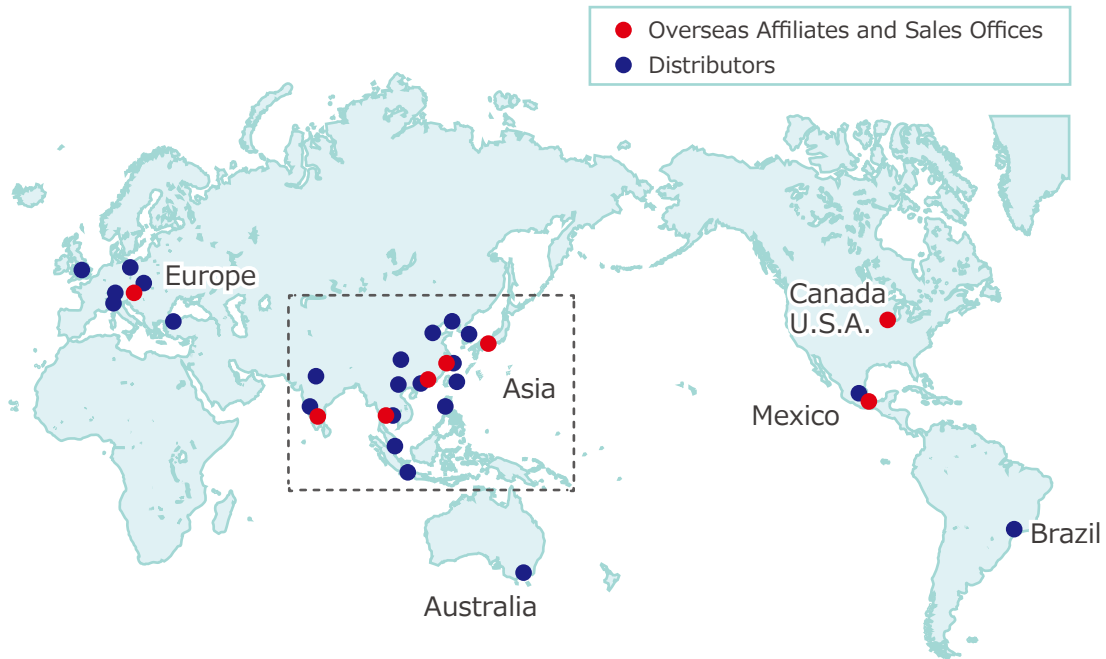 Overseas Affiliates and Sales Offices
Distributors
Europe
Canada
U.S.A.
Asia
Mexico
Brazil
Australia